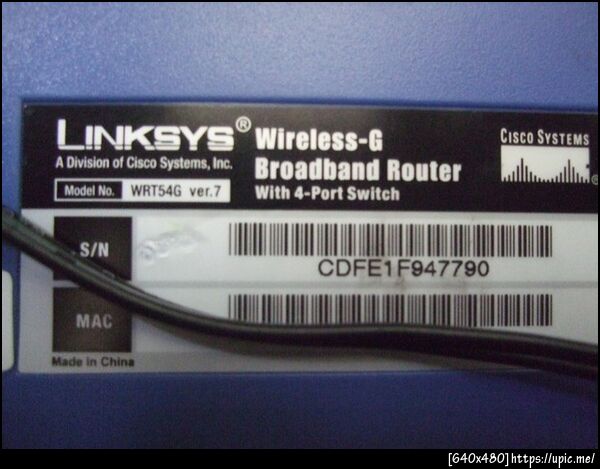 LINKSYS® Wireless-G
A Division of Cisco Systems, Inc. Broadband Router
Model No. WRT54G ver.7 With 4-Port Switch
CISCO SYSTEMS
®
S/N
CDFE1F947790
MAC
Made in China
[640x480]https://upic.me/